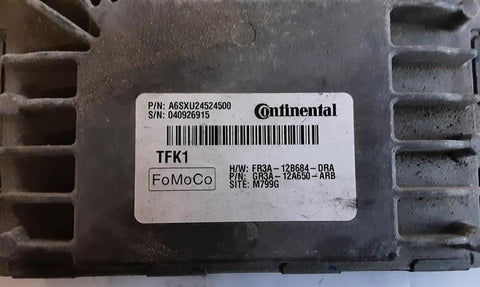 P/N: A6SXU24524500
S/N: 040926915
Continental
TFK1
FoMoCo
H/W: FR3A-12B684-DRA
P/N: GR3A-12A650-ARB
SITE: M799G